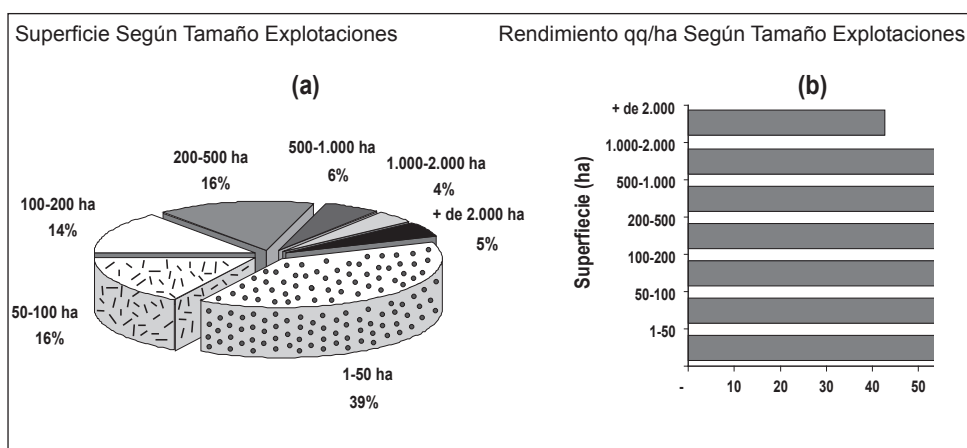 Superficie Según Tamaño Explotaciones
(a)
200-500 ha
16%
500-1.000 ha
6%
1.000-2.000 ha
4%
+ de 2.000 ha
5%
100-200 ha
14%
50-100 ha
16%
1-50 ha
39%
Rendimiento qq/ha Según Tamaño Explotaciones
(b)
Superfiecie (ha)
+ de 2.000
1.000-2.000
500-1.000
200-500
100-200
50-100
1-50
- 10 20 30 40 50